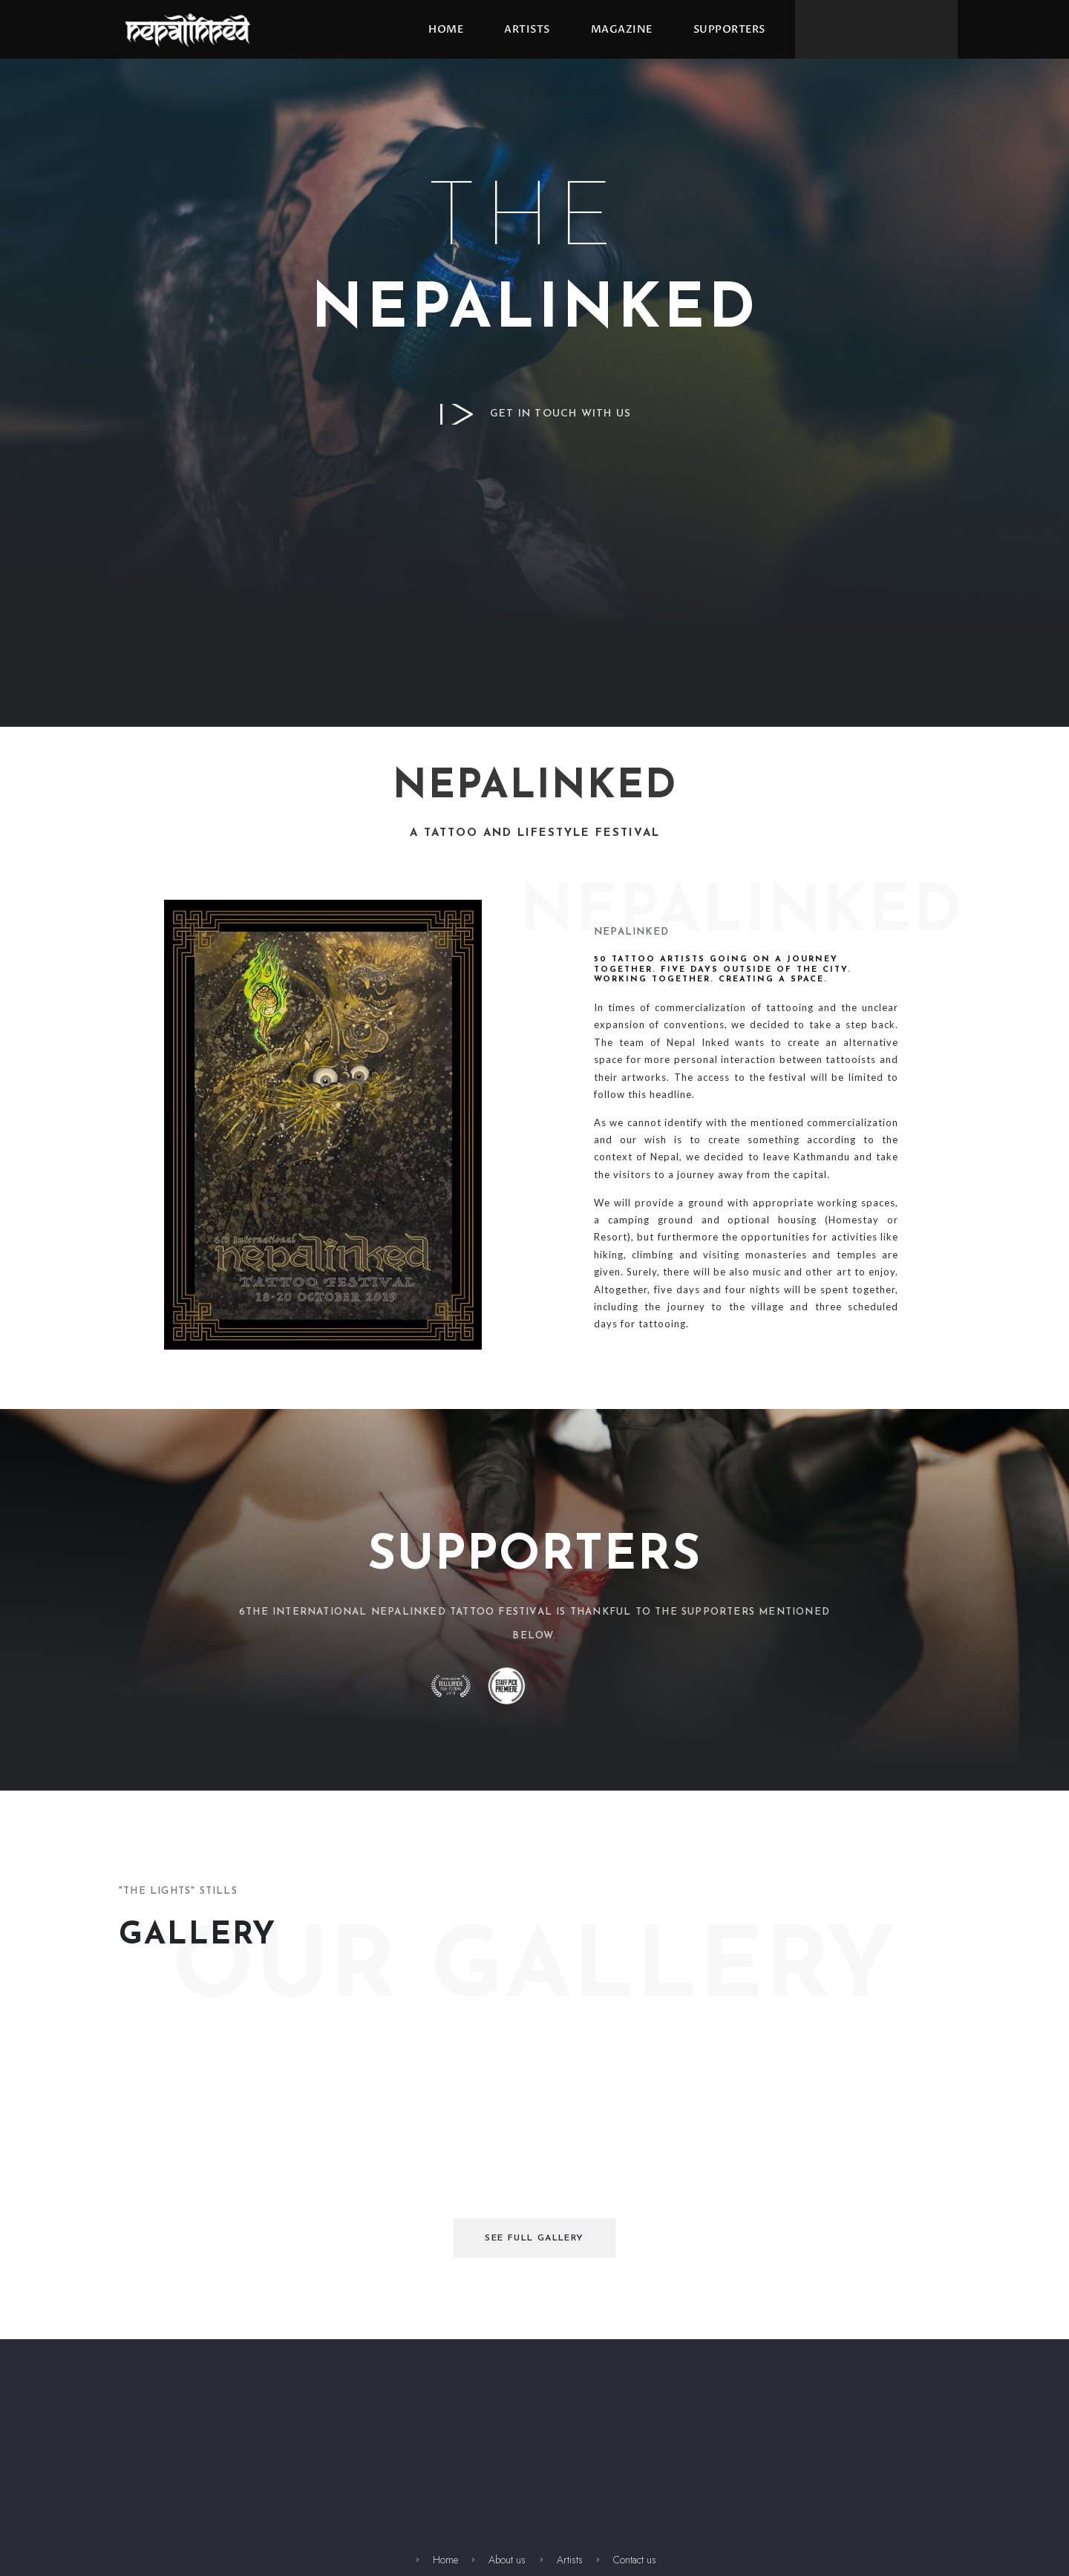 nepalinked
HOME
ARTISTS
MAGAZINE
SUPPORTERS
THE
NEPALINKED
GET IN TOUCH WITH US
NEPALINKED
A TATTOO AND LIFESTYLE FESTIVAL
NEPALINKED
NEPALINKED
50 TATTOO ARTISTS GOING ON A JOURNEY
TOGETHER. FIVE DAYS OUTSIDE OF THE CITY.
WORKING TOGETHER. CREATING A SPACE.
In times of commercialization of tattooing and the unclear
expansion of conventions, we decided to take a step back.
The team of Nepal Inked wants to create an alternative
space for more personal interaction between tattooists and
their artworks. The access to the festival will be limited to
follow this headline.
As we cannot identify with the mentioned commercialization
and our wish is to create something according to the
context of Nepal, we decided to leave Kathmandu and take
the visitors to a journey away from the capital.
We will provide a ground with appropriate working spaces,
a camping ground and optional housing (Homestay or
Resort), but furthermore the opportunities for activities like
hiking, climbing and visiting monasteries and temples are
given. Surely, there will be also music and other art to enjoy.
Altogether, five days and four nights will be spent together,
including the journey to the village and three scheduled
days for tattooing.
6th International
nepalinked
TATTOO FESTIVAL
18-20 OCTOBER 2019
SUPPORTERS
6THE INTERNATIONAL NEPALINKED TATTOO FESTIVAL IS THANKFUL TO THE SUPPORTERS MENTIONED
BELOW.
TELLURIDE
STAFF PICK
PREMIERE
"THE LIGHTS" STILLS
GALLERY
OUR GALLERY
SEE FULL GALLERY
Home
About us
Artists
Contact us